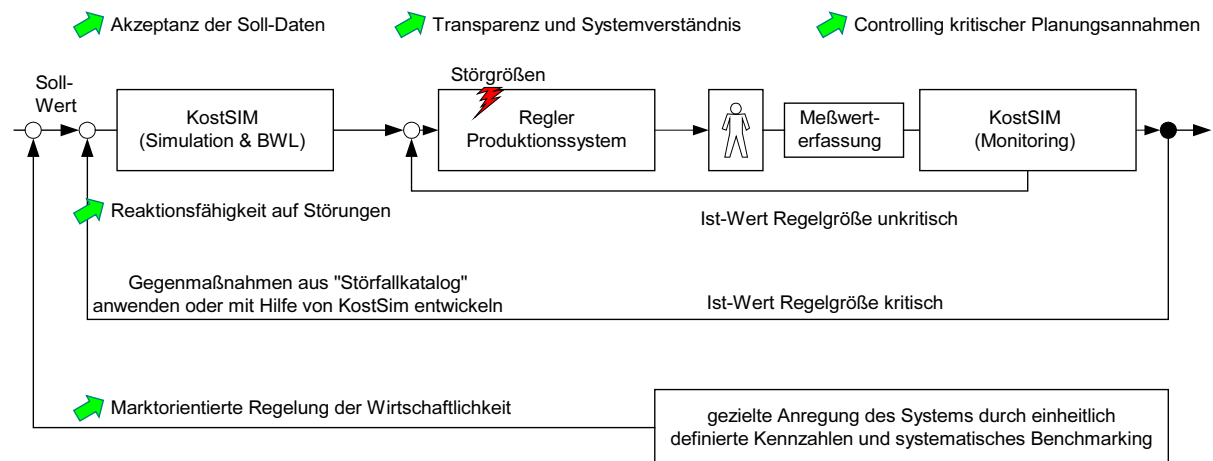 Akzeptanz der Soll-Daten
Transparenz und Systemverständnis
Controlling kritischer Planungsannahmen
Soll-
Wert
KostSIM
(Simulation & BWL)
Störgrößen
Regler
Produktionssystem
Meßwert-
erfassung
KostSIM
(Monitoring)
Reaktionsfähigkeit auf Störungen
Ist-Wert Regelgröße unkritisch
Gegenmaßnahmen aus "Störfallkatalog"
anwenden oder mit Hilfe von KostSim entwickeln
Ist-Wert Regelgröße kritisch
Marktorientierte Regelung der Wirtschaftlichkeit
gezielte Anregung des Systems durch einheitlich
definierte Kennzahlen und systematisches Benchmarking